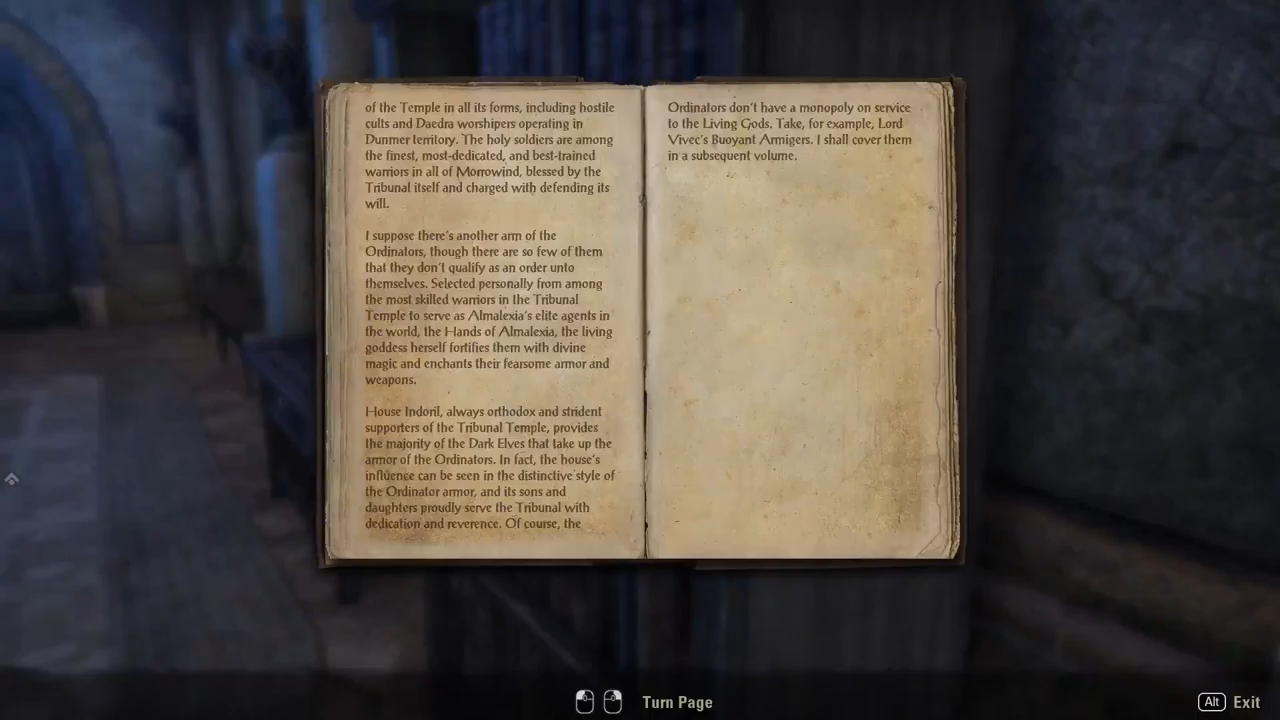 of the Temple in all its forms, including hostile
cults and Daedra worshipers operating in
Dunmer territory. The holy soldiers are among
the finest, most-dedicated, and best-trained
warriors in all of Morrowind, blessed by the
Tribunal itself and charged with defending its
will.
I suppose there's another arm of the
Ordinators, though there are so few of them
that they don't qualify as an order unto
themselves. Selected personally from among
the most skilled warriors in the Tribunal
Temple to serve as Almalexia's elite agents in
the world, the Hands of Almalexia, the living
goddess herself fortifies them with divine
magic and enchants their fearsome armor and
weapons.
House Indoril, always orthodox and strident
supporters of the Tribunal Temple, provides
the majority of the Dark Elves that take up the
armor of the Ordinators. In fact, the house's
influence can be seen in the distinctive style of
the Ordinator armor, and its sons and
daughters proudly serve the Tribunal with
dedication and reverence. Of course, the
Ordinators don't have a monopoly on service
to the Living Gods. Take, for example, Lord
Vivec's Buoyant Armigers. I shall cover them
in a subsequent volume.
Turn Page
Alt Exit